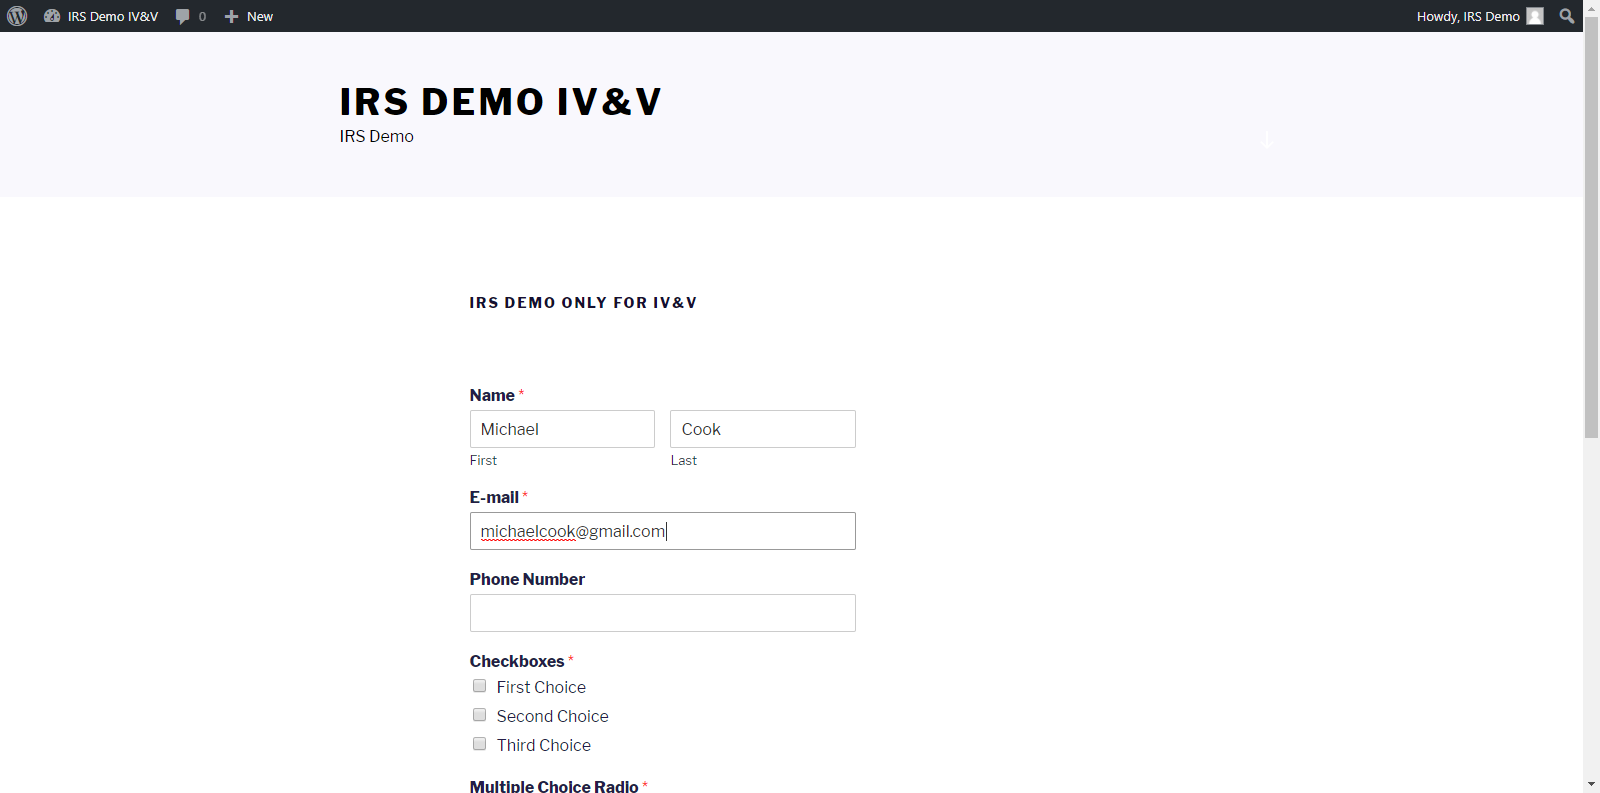 IRS Demo IV&V 0 New Howdy, IRS Demo
IRS DEMO IV&V
IRS Demo
IRS DEMO ONLY FOR IV&V
Name *
Michael Cook
First Last
E-mail *
michaelcook@gmail.com
Phone Number
Checkboxes *
First Choice
Second Choice
Third Choice
Multiple Choice Radio *